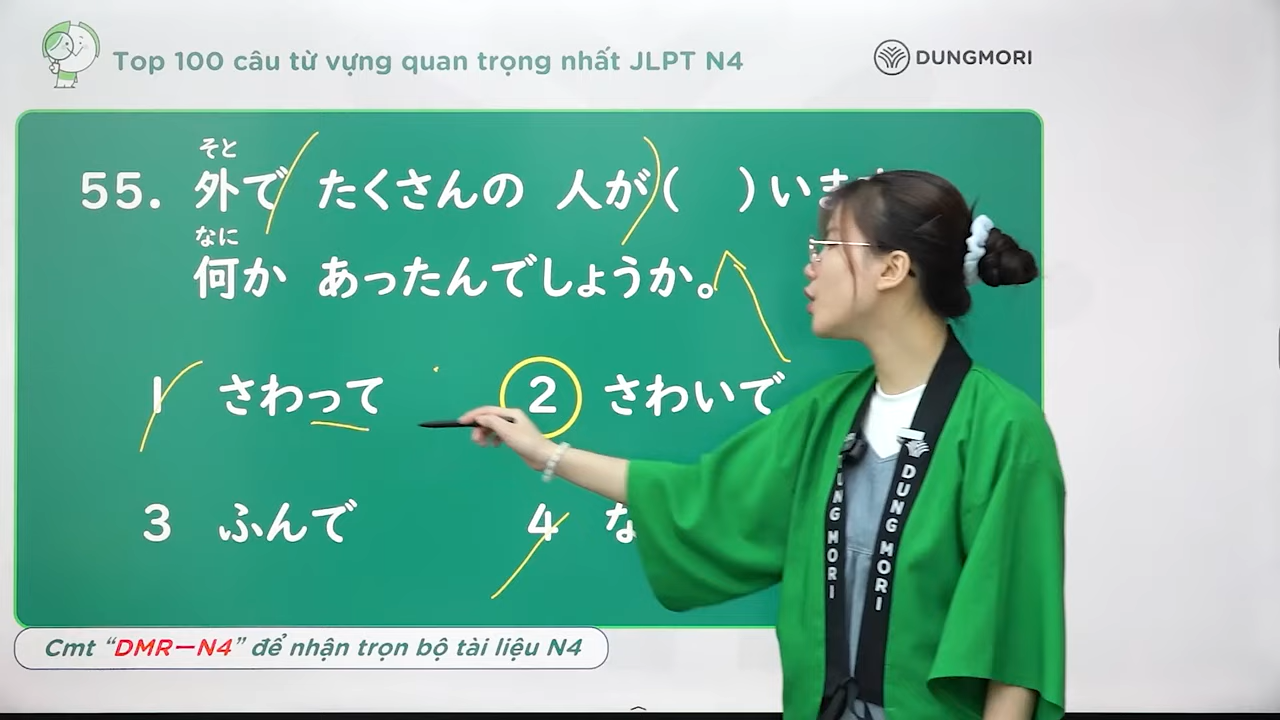 Top 100 câu từ vựng quan trọng nhất JLPT N4
DUNGMORI
そと
55. 外で たくさんの 人が( )いま
なに
何か あったんでしょうか。
1 さわって
2 さわいで
3 ふんで
4 な
Cmt “DMR—N4” để nhận trọn bộ tài liệu N4
DUNG MORI
DUNG MORI